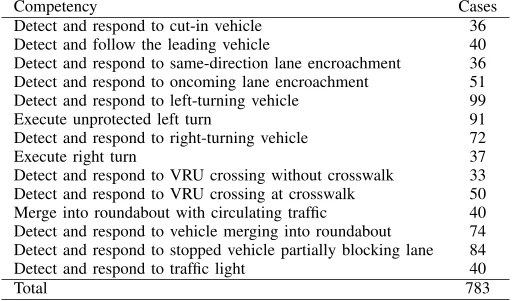 Competency Cases
Detect and respond to cut-in vehicle 36
Detect and follow the leading vehicle 40
Detect and respond to same-direction lane encroachment 36
Detect and respond to oncoming lane encroachment 51
Detect and respond to left-turning vehicle 99
Execute unprotected left turn 91
Detect and respond to right-turning vehicle 72
Execute right turn 37
Detect and respond to VRU crossing without crosswalk 33
Detect and respond to VRU crossing at crosswalk 50
Merge into roundabout with circulating traffic 40
Detect and respond to vehicle merging into roundabout 74
Detect and respond to stopped vehicle partially blocking lane 84
Detect and respond to traffic light 40
Total 783